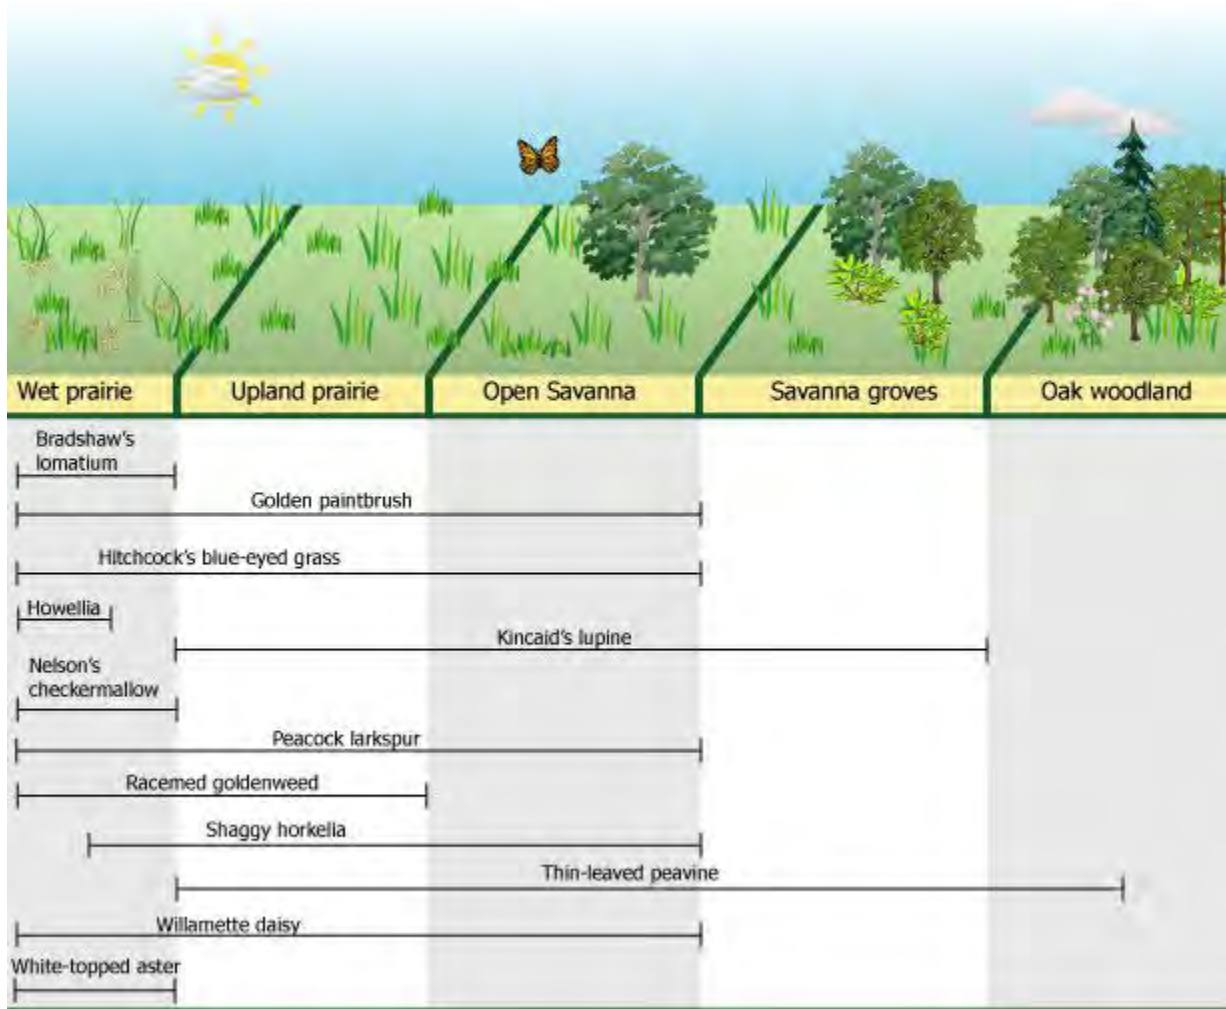 Wet prairie
Upland prairie
Open Savanna
Savanna groves
Oak woodland
Bradshaw's
lomatium
Golden paintbrush
Hitchcock's blue-eyed grass
Howellia
Kincaid's lupine
Nelson's
checkermallow
Peacock larkspur
Racemed goldenweed
Shaggy horkelia
Thin-leaved peavine
Willamette daisy
White-topped aster